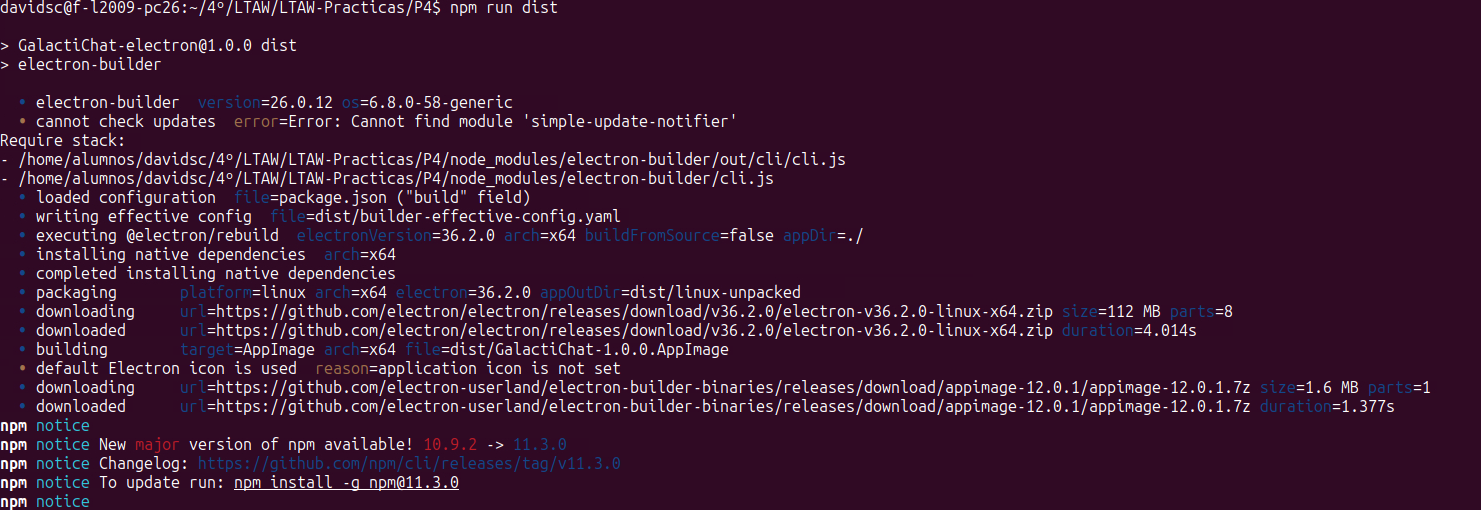 davidsc@f-l2009-pc26:~/4º/LTAW/LTAW-Practicas/P4$ npm run dist
> GalactiChat-electron@1.0.0 dist
> electron-builder
• electron-builder  version=26.0.12 os=6.8.0-58-generic
• cannot check updates  error=Error: Cannot find module 'simple-update-notifier'
Require stack:
- /home/alumnos/davidsc/4º/LTAW/LTAW-Practicas/P4/node_modules/electron-builder/out/cli/cli.js
- /home/alumnos/davidsc/4º/LTAW/LTAW-Practicas/P4/node_modules/electron-builder/cli.js
• loaded configuration  file=package.json ("build" field)
• writing effective config  file=dist/builder-effective-config.yaml
• executing @electron/rebuild  electronVersion=36.2.0 arch=x64 buildFromSource=false appDir=./
• installing native dependencies  arch=x64
• completed installing native dependencies
• packaging       platform=linux arch=x64 electron=36.2.0 appOutDir=dist/linux-unpacked
• downloading     url=https://github.com/electron/electron/releases/download/v36.2.0/electron-v36.2.0-linux-x64.zip size=112 MB parts=8
• downloaded      url=https://github.com/electron/electron/releases/download/v36.2.0/electron-v36.2.0-linux-x64.zip duration=4.014s
• building        target=AppImage arch=x64 file=dist/GalactiChat-1.0.0.AppImage
• default Electron icon is used  reason=application icon is not set
• downloading     url=https://github.com/electron-userland/electron-builder-binaries/releases/download/appimage-12.0.1/appimage-12.0.1.7z size=1.6 MB parts=1
• downloaded      url=https://github.com/electron-userland/electron-builder-binaries/releases/download/appimage-12.0.1/appimage-12.0.1.7z duration=1.377s
npm notice
npm notice New major version of npm available! 10.9.2 -> 11.3.0
npm notice Changelog: https://github.com/npm/cli/releases/tag/v11.3.0
npm notice To update run: npm install -g npm@11.3.0
npm notice